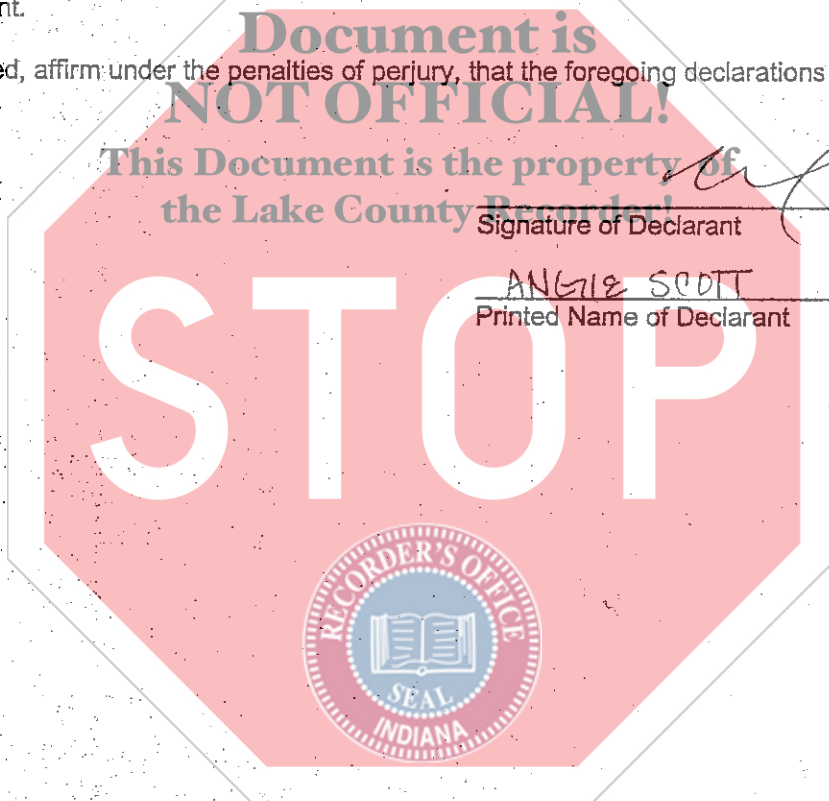 nt.
Document is
ed, affirm under the penalties of perjury, that the foregoing declarations
NOT OFFICIAL!
This Document is the property of
the Lake County Recorder!
Signature of Declarant
ANGIE SCOTT
Printed Name of Declarant
STOP
RECORDER'S OFFICE
SEAL
INDIANA